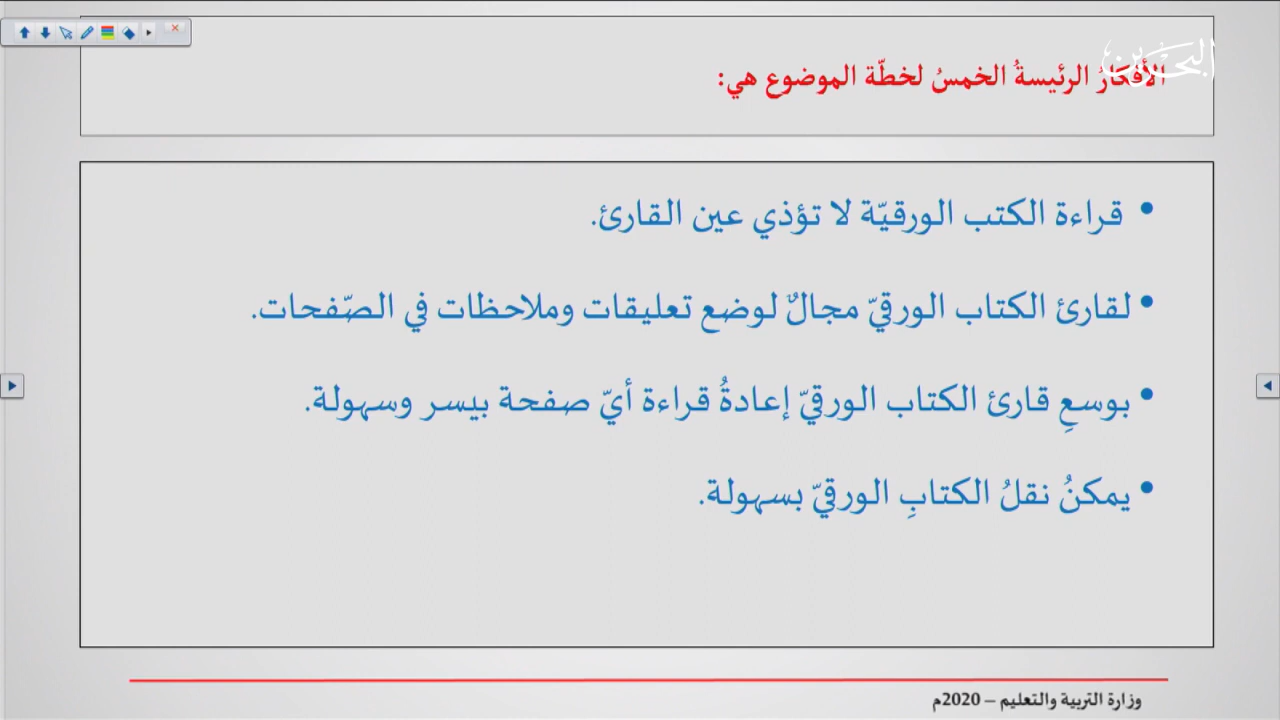 البحرين
الأفكارُ الرئيسةُ الخمسُ لخطّة الموضوع هي:
• قراءة الكتب الورقيّة لا تؤذي عين القارئ.
• لقارئ الكتاب الورقيّ مجالٌ لوضع تعليقات وملاحظات في الصّفحات.
• بوسعِ قارئ الكتاب الورقيّ إعادةُ قراءة أيّ صفحة بيسر وسهولة.
• يمكنُ نقلُ الكتابِ الورقيّ بسهولة.
وزارة التربية والتعليم – 2020م